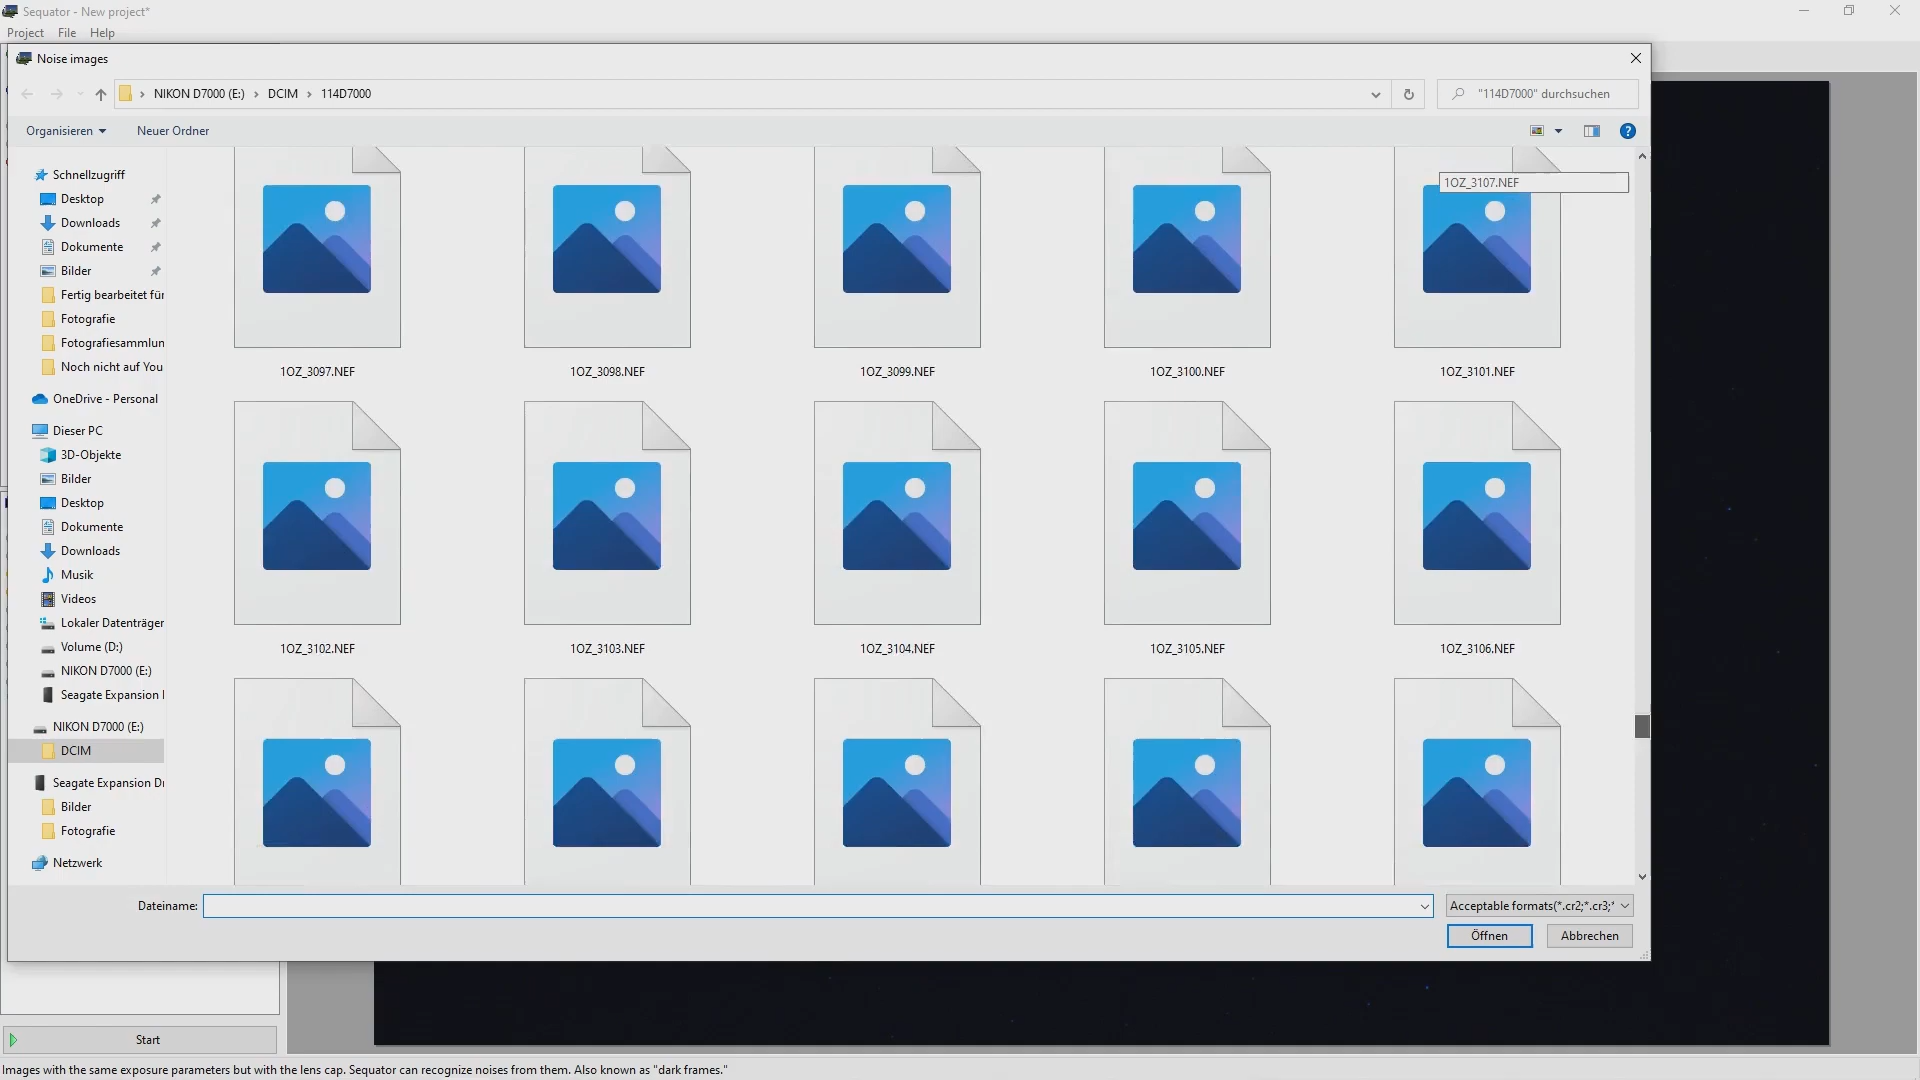 Sequator - New project*
Project File Help
Noise images
NIKON D7000 (E:) > DCIM > 114D7000
"114D7000" durchsuchen
Organisieren
Neuer Ordner
?
Schnellzugriff
Desktop
Downloads
Dokumente
Bilder
Fertig bearbeitet für
Fotografie
Fotografiesammlun
Noch nicht auf You
OneDrive - Personal
Dieser PC
3D-Objekte
Bilder
Desktop
Dokumente
Downloads
Musik
Videos
Lokaler Datenträger
Volume (D:)
NIKON D7000 (E:)
Seagate Expansion
NIKON D7000 (E:)
DCIM
Seagate Expansion Dr
Bilder
Fotografie
Netzwerk
1OZ_3107.NEF
1OZ_3097.NEF
1OZ_3098.NEF
1OZ_3099.NEF
1OZ_3100.NEF
1OZ_3101.NEF
1OZ_3102.NEF
1OZ_3103.NEF
1OZ_3104.NEF
1OZ_3105.NEF
1OZ_3106.NEF
Dateiname:
Acceptable formats(*.cr2;*.cr3;*
Öffnen
Abbrechen
Start
Images with the same exposure parameters but with the lens cap. Sequator can recognize noises from them. Also known as "dark frames."